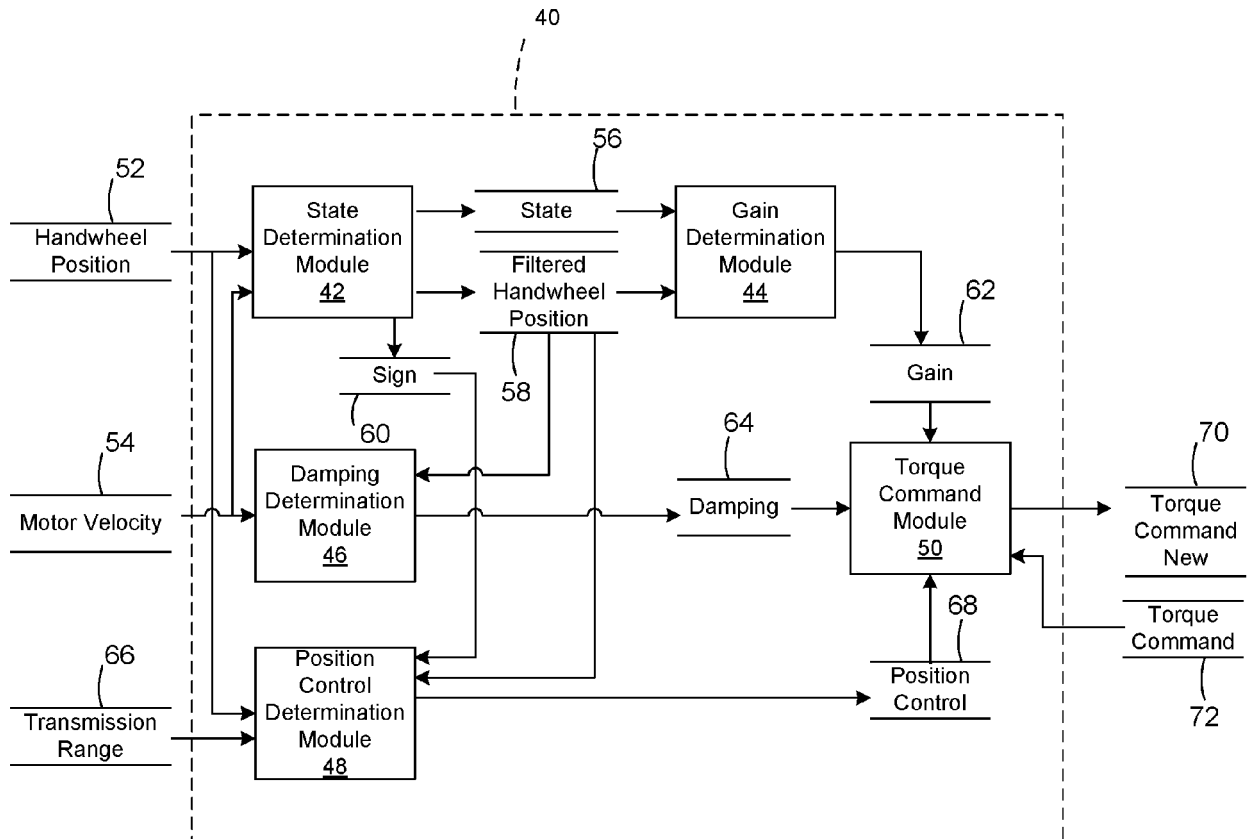 40
52
Handwheel
Position
State
Determination
Module
42
56
State
Filtered
Handwheel
Position
58
Gain
Determination
Module
44
62
Gain
Sign
60
54
Motor Velocity
Damping
Determination
Module
46
64
Damping
Torque
Command
Module
50
70
Torque
Command
New
66
Transmission
Range
Position
Control
Determination
Module
48
68
Position
Control
Torque
Command
72